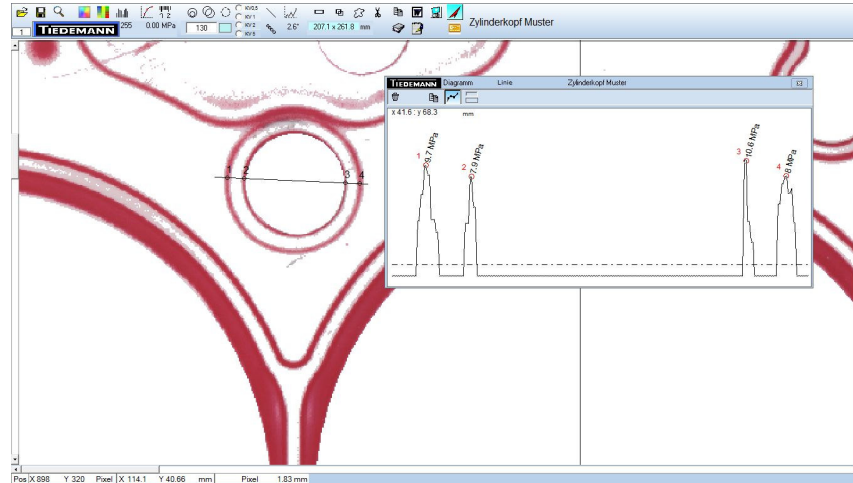 KV0.5
KV1
KV2
KV5
255
0.00 MPa
130
2.6"
207.1 x 261.8 mm
Zylinderkopf Muster
1
TIEDEMANN
TIEDEMANN Diagramm Linie Zylinderkopf Muster
x 41.6 : y 68.3 mm
1 9.7 MPa
2 7.9 MPa
3 10.6 MPa
4 8 MPa
1 2 3 4
Pos X 898 Y 320 Pixel X 114.1 Y 40.66 mm Pixel 1.83 mm